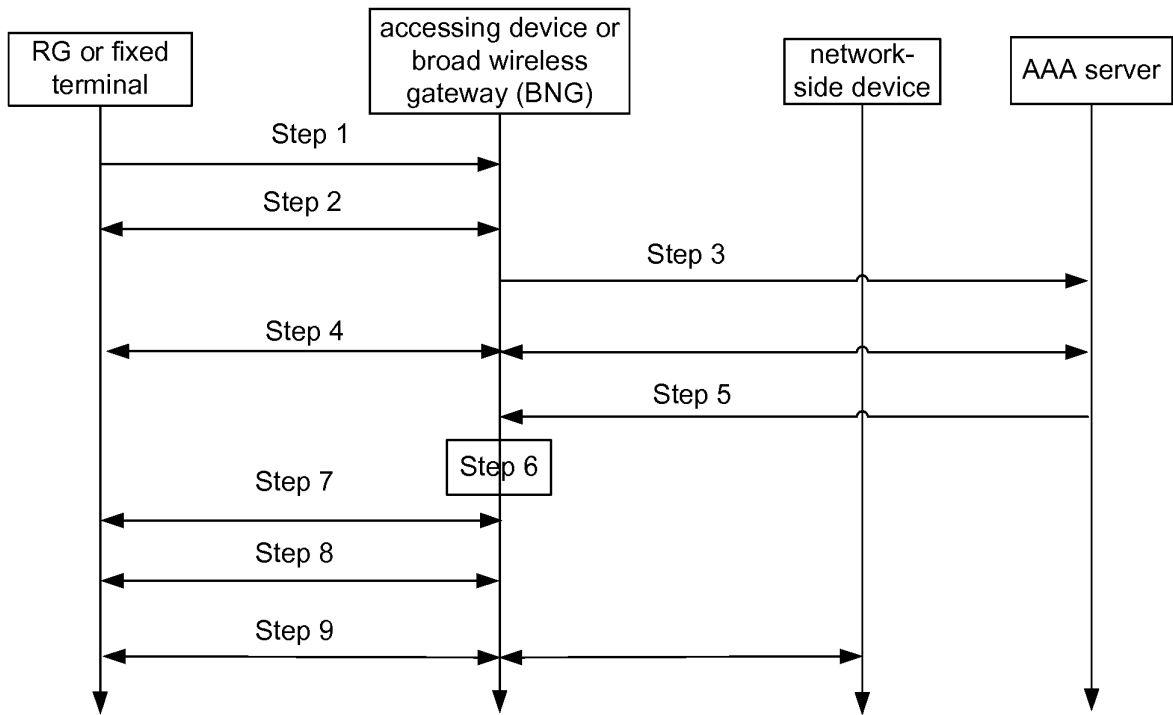 RG or fixed
terminal
accessing device or
broad wireless
gateway (BNG)
network-
side device
AAA server
Step 1
Step 2
Step 3
Step 4
Step 5
Step 6
Step 7
Step 8
Step 9